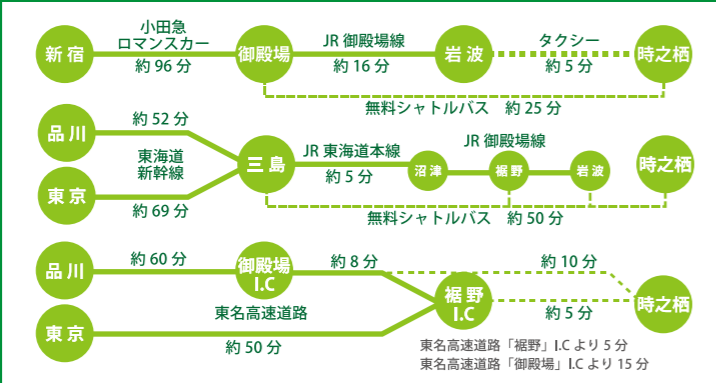 小田急
ロマンスカー
新宿
御殿場
JR 御殿場線
岩波
タクシー
時之栖
約 96 分
約 16 分
約 5 分
無料シャトルバス　約 25 分
品川
約 52 分
東海道
新幹線
東京
約 69 分
三島
JR 東海道本線
約 5 分
沼津
JR 御殿場線
裾野
岩波
時之栖
無料シャトルバス　約 50 分
品川
約 60 分
御殿場
I.C
約 8 分
約 10 分
東名高速道路
裾野
I.C
時之栖
約 5 分
東京
約 50 分
東名高速道路「裾野」I.C より 5 分
東名高速道路「御殿場」I.C より 15 分